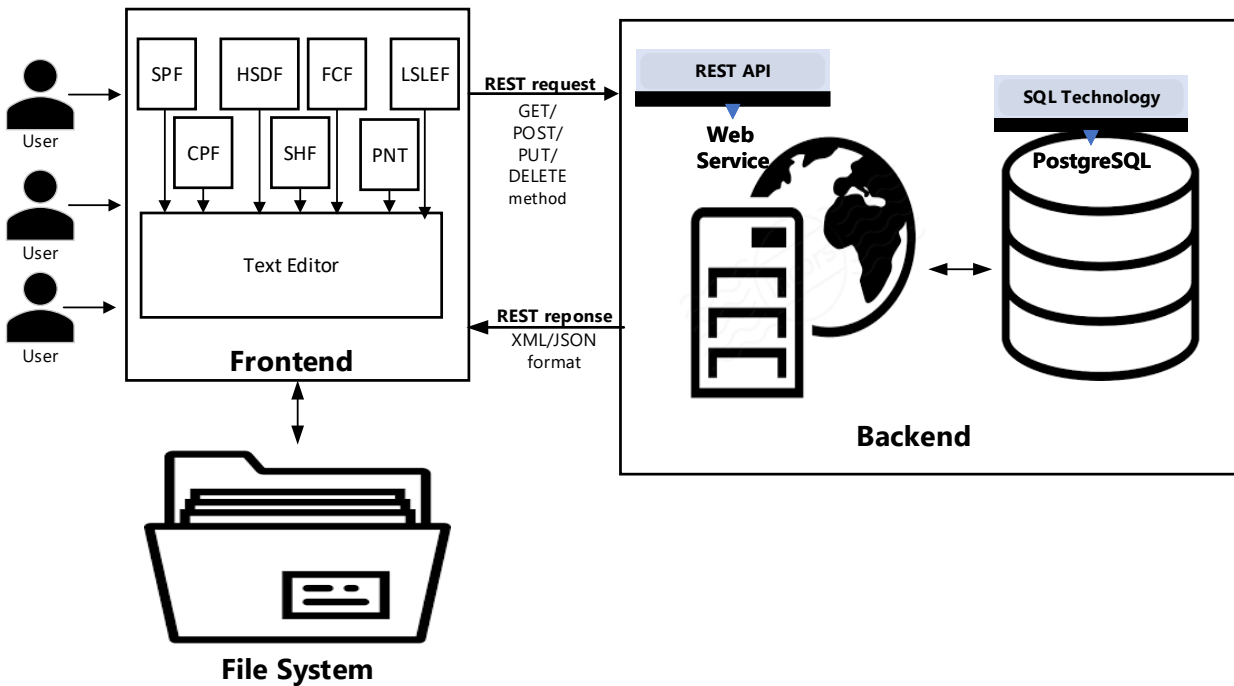 SPF
HSDF
FCF
LSLEF
CPF
SHF
PNT
Text Editor
Frontend
User
User
User
REST request
GET/
POST/
PUT/
DELETE
method
REST reponse
XML/JSON
format
REST API
Web
Service
SQL Technology
PostgreSQL
Backend
File System